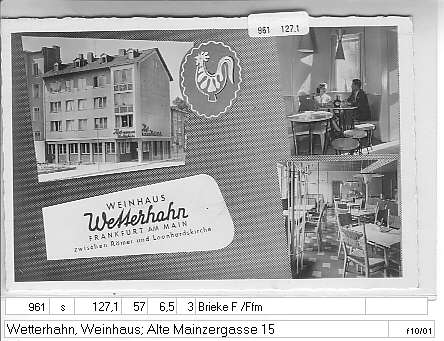 961 127,1
WEINHAUS
Wetterhahn
FRANKFURT AM MAIN
zwischen Römer und Leonhardskirche
961 s 127,1 57 6,5 3 Brieke F /Ffm
Wetterhahn, Weinhaus; Alte Mainzergasse 15 f10/01